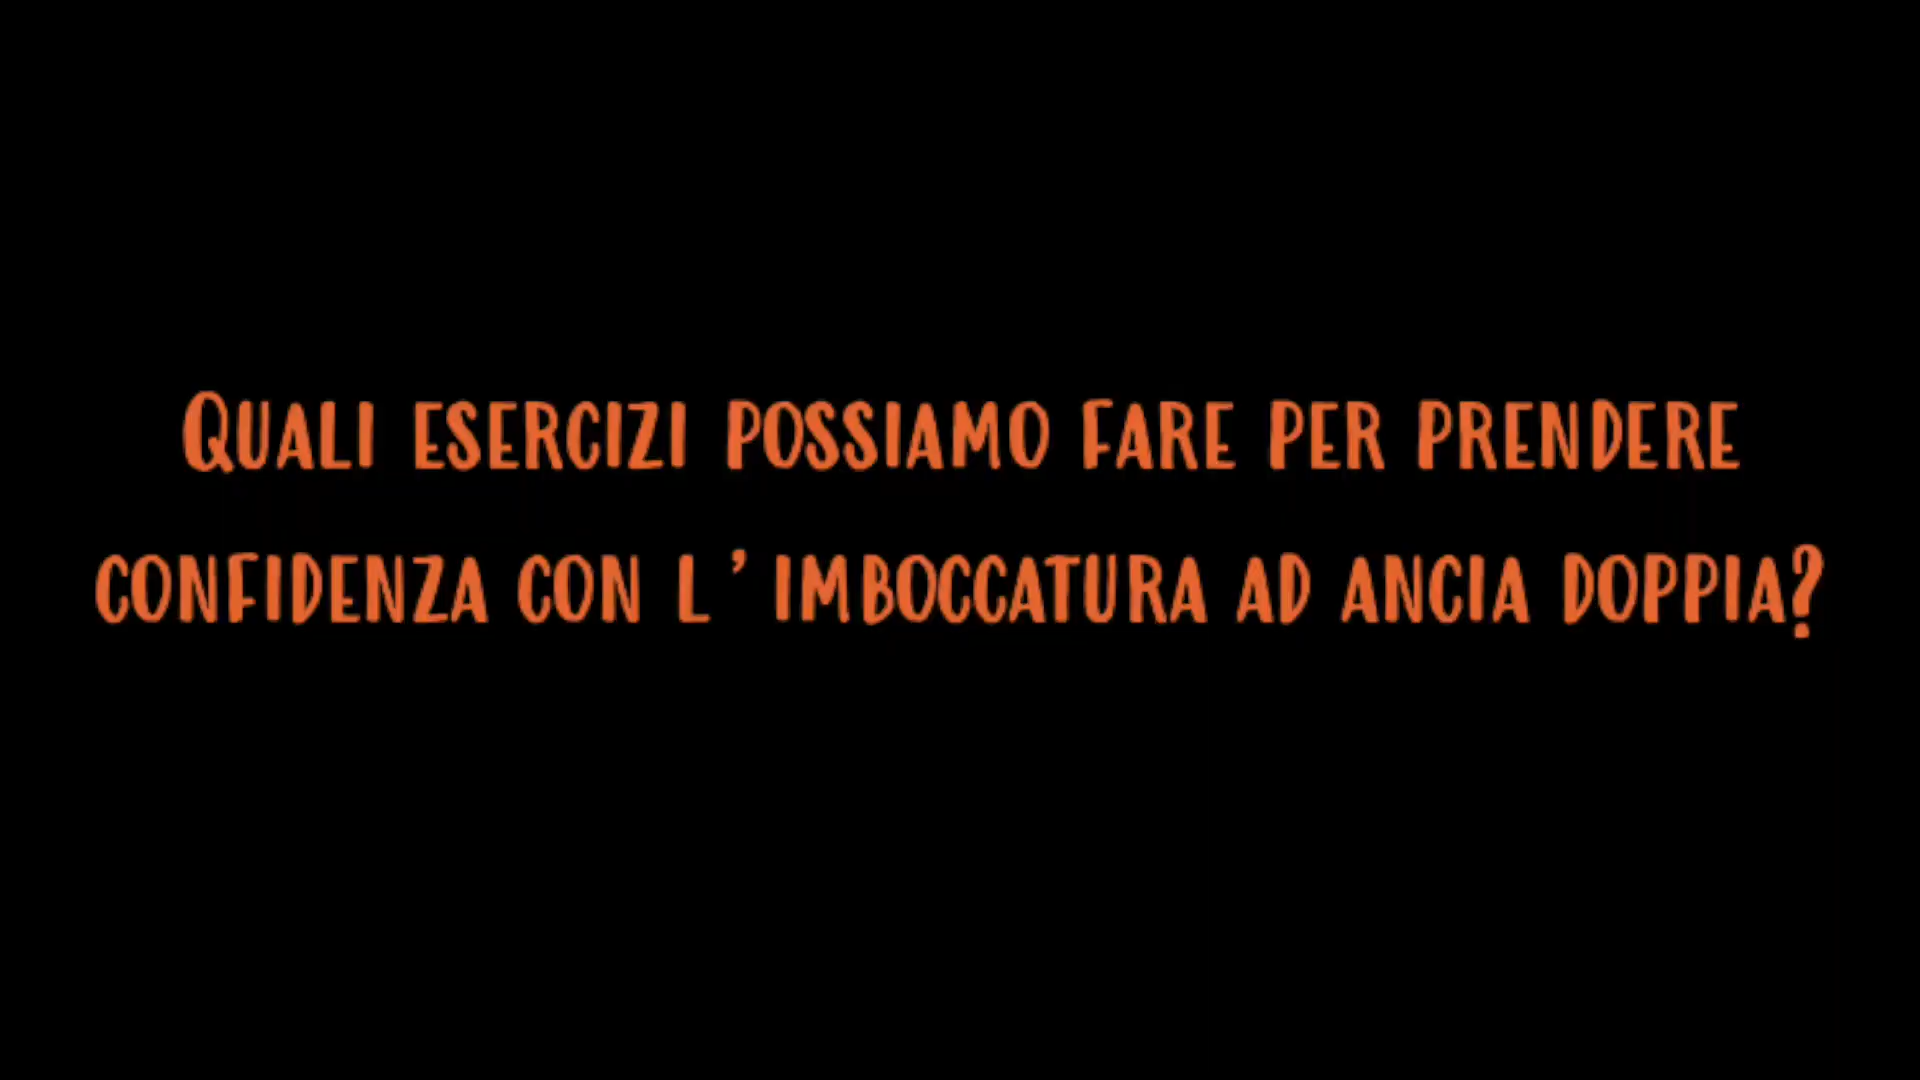 Quali esercizi possiamo fare per prendere
confidenza con l'imboccatura ad ancia doppia?